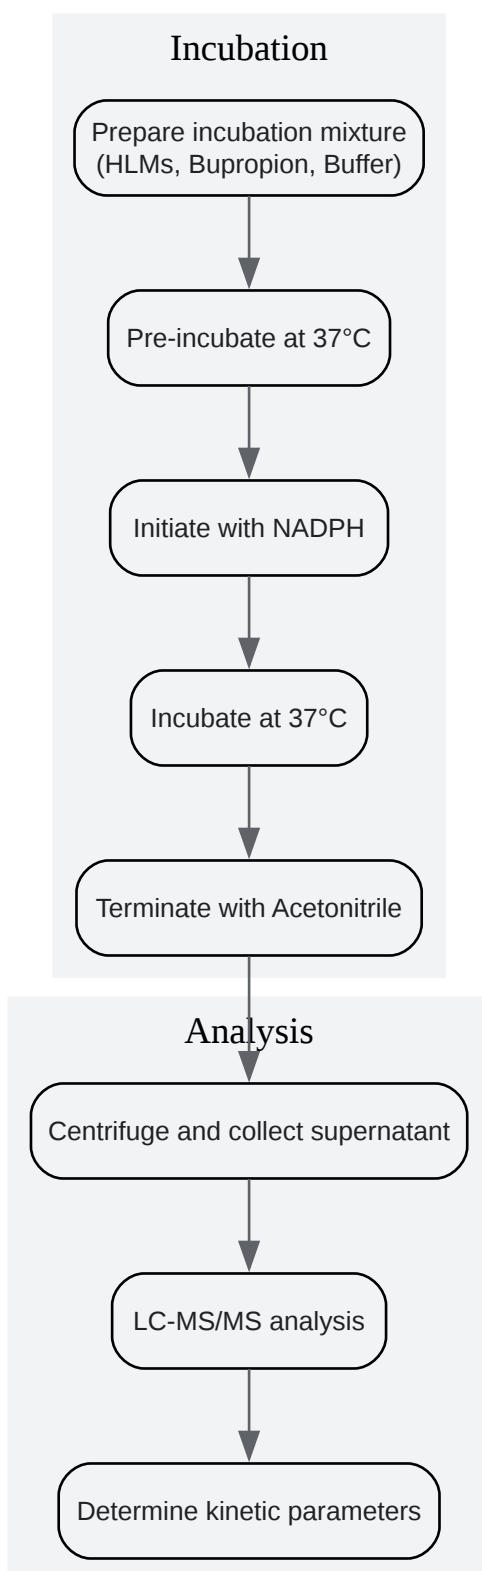 Incubation
Prepare incubation mixture
(HLMs, Bupropion, Buffer)
Pre-incubate at 37°C
Initiate with NADPH
Incubate at 37°C
Terminate with Acetonitrile
Analysis
Centrifuge and collect supernatant
LC-MS/MS analysis
Determine kinetic parameters